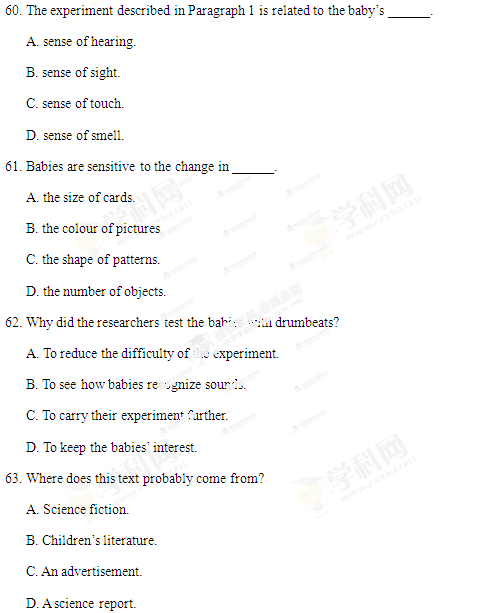 60. The experiment described in Paragraph 1 is related to the baby's ______.
A. sense of hearing.
B. sense of sight.
C. sense of touch.
D. sense of smell.
61. Babies are sensitive to the change in ______.
A. the size of cards.
B. the colour of pictures
C. the shape of patterns.
D. the number of objects.
62. Why did the researchers test the babies with drumbeats?
A. To reduce the difficulty of the experiment.
B. To see how babies recognize sounds.
C. To carry their experiment further.
D. To keep the babies' interest.
63. Where does this text probably come from?
A. Science fiction.
B. Children's literature.
C. An advertisement.
D. A science report.